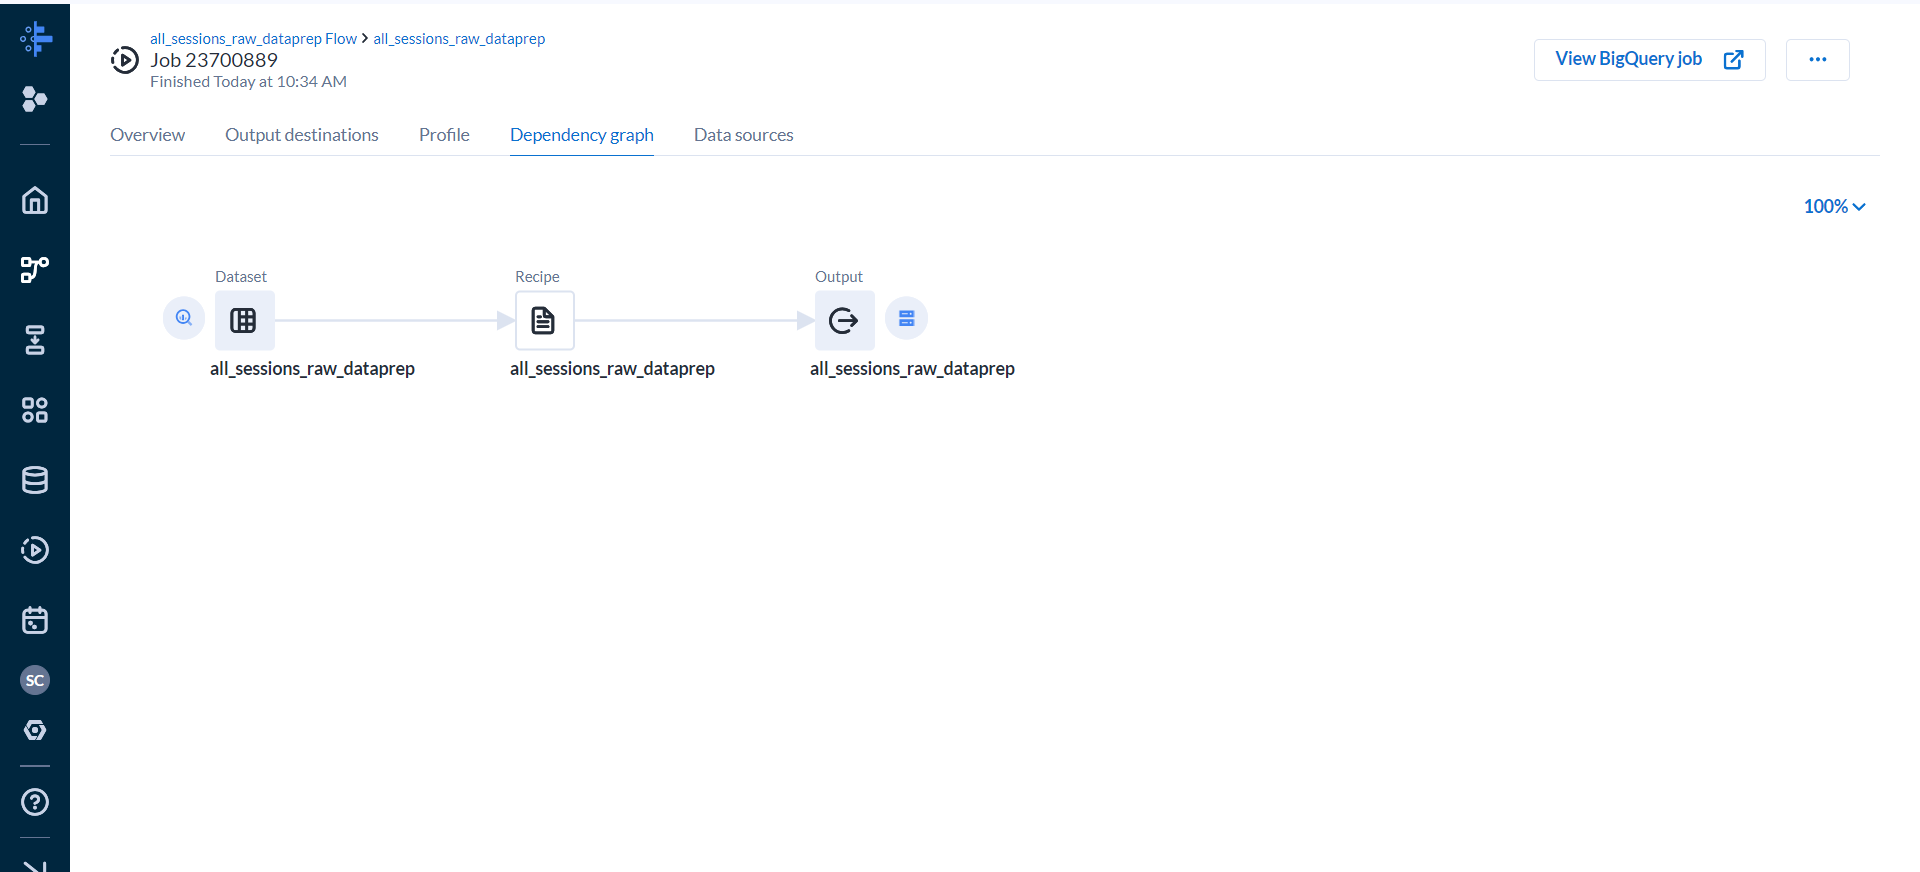 all_sessions_raw_dataprep Flow > all_sessions_raw_dataprep
Job 23700889
Finished Today at 10:34 AM
View BigQuery job
...
Overview Output destinations Profile Dependency graph Data sources
100%
Dataset Recipe Output
all_sessions_raw_dataprep all_sessions_raw_dataprep all_sessions_raw_dataprep
SC